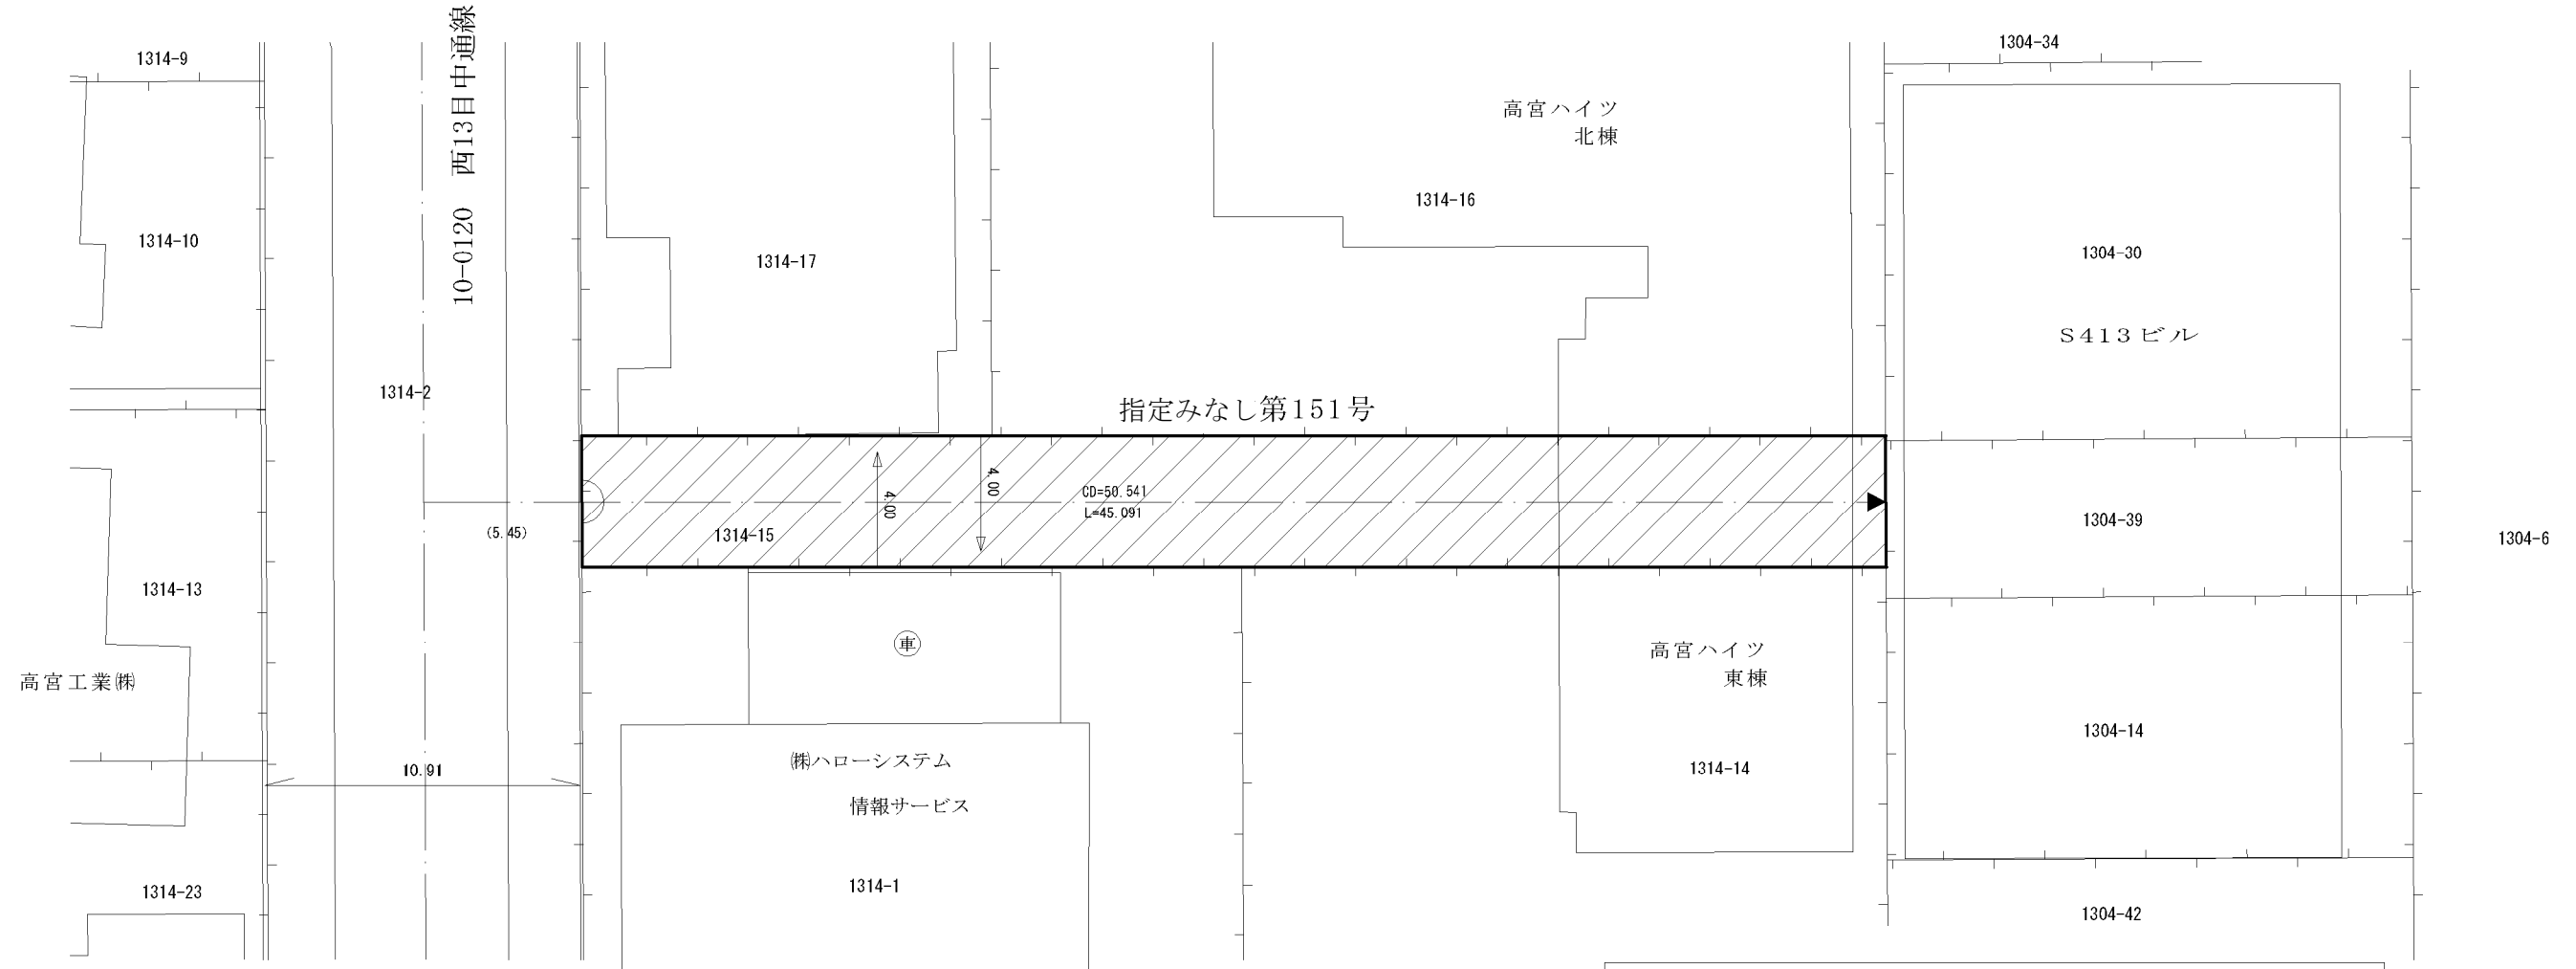 1314-9
10-0120 西13目中通線
1304-34
高宮ハイツ
北棟
1314-16
1314-10
1314-17
1304-30
S413ビル
1314-2
指定みなし第151号
4.00
4.00
CD=50.541
L=45.091
(5.45)
1314-15
1304-39
1304-6
1314-13
車
高宮ハイツ
東棟
高宮工業㈱
1304-14
㈱ハローシステム
情報サービス
10.91
1314-14
1314-23
1314-1
1304-42